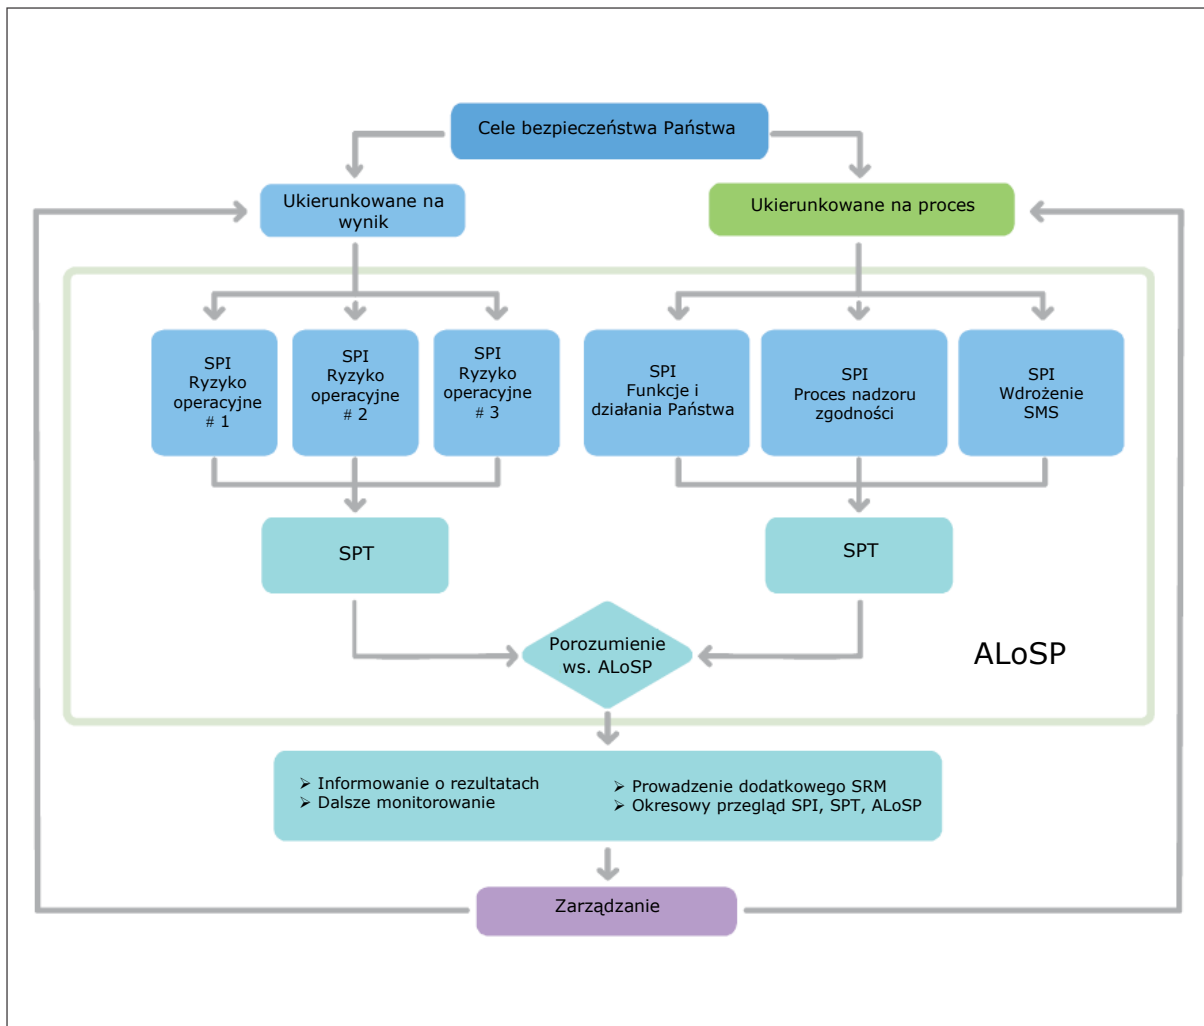 Cele bezpieczeństwa Państwa
Ukierunkowane na
wynik
Ukierunkowane na proces
SPI
Ryzyko
operacyjne
# 1
SPI
Ryzyko
operacyjne
# 2
SPI
Ryzyko
operacyjne
# 3
SPI
Funkcje i
działania Państwa
SPI
Proces nadzoru
zgodności
SPI
Wdrożenie
SMS
SPT
SPT
Porozumienie
ws. ALoSP
ALoSP
➢ Informowanie o rezultatach
➢ Dalsze monitorowanie
➢ Prowadzenie dodatkowego SRM
➢ Okresowy przegląd SPI, SPT, ALoSP
Zarządzanie